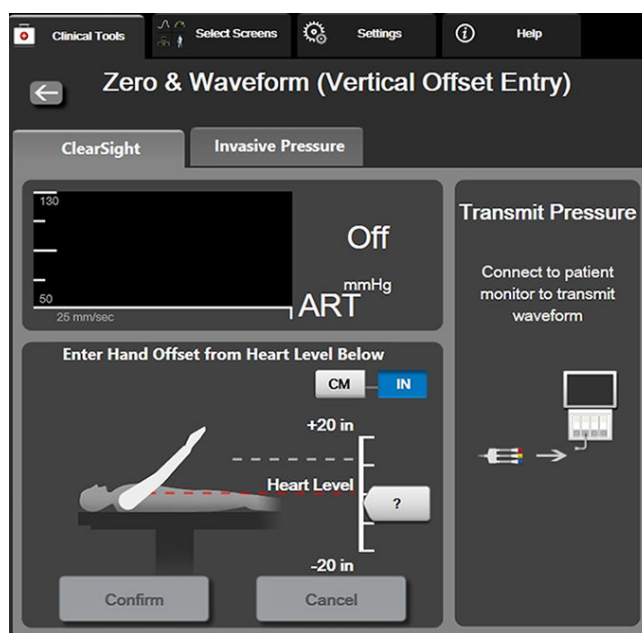 Clinical Tools
Select Screens
Settings
Help
Zero & Waveform (Vertical Offset Entry)
ClearSight
Invasive Pressure
130
50
25 mm/sec
Off
mmHg
ART
Transmit Pressure
Connect to patient
monitor to transmit
waveform
Enter Hand Offset from Heart Level Below
CM
IN
+20 in
Heart Level
?
-20 in
Confirm
Cancel